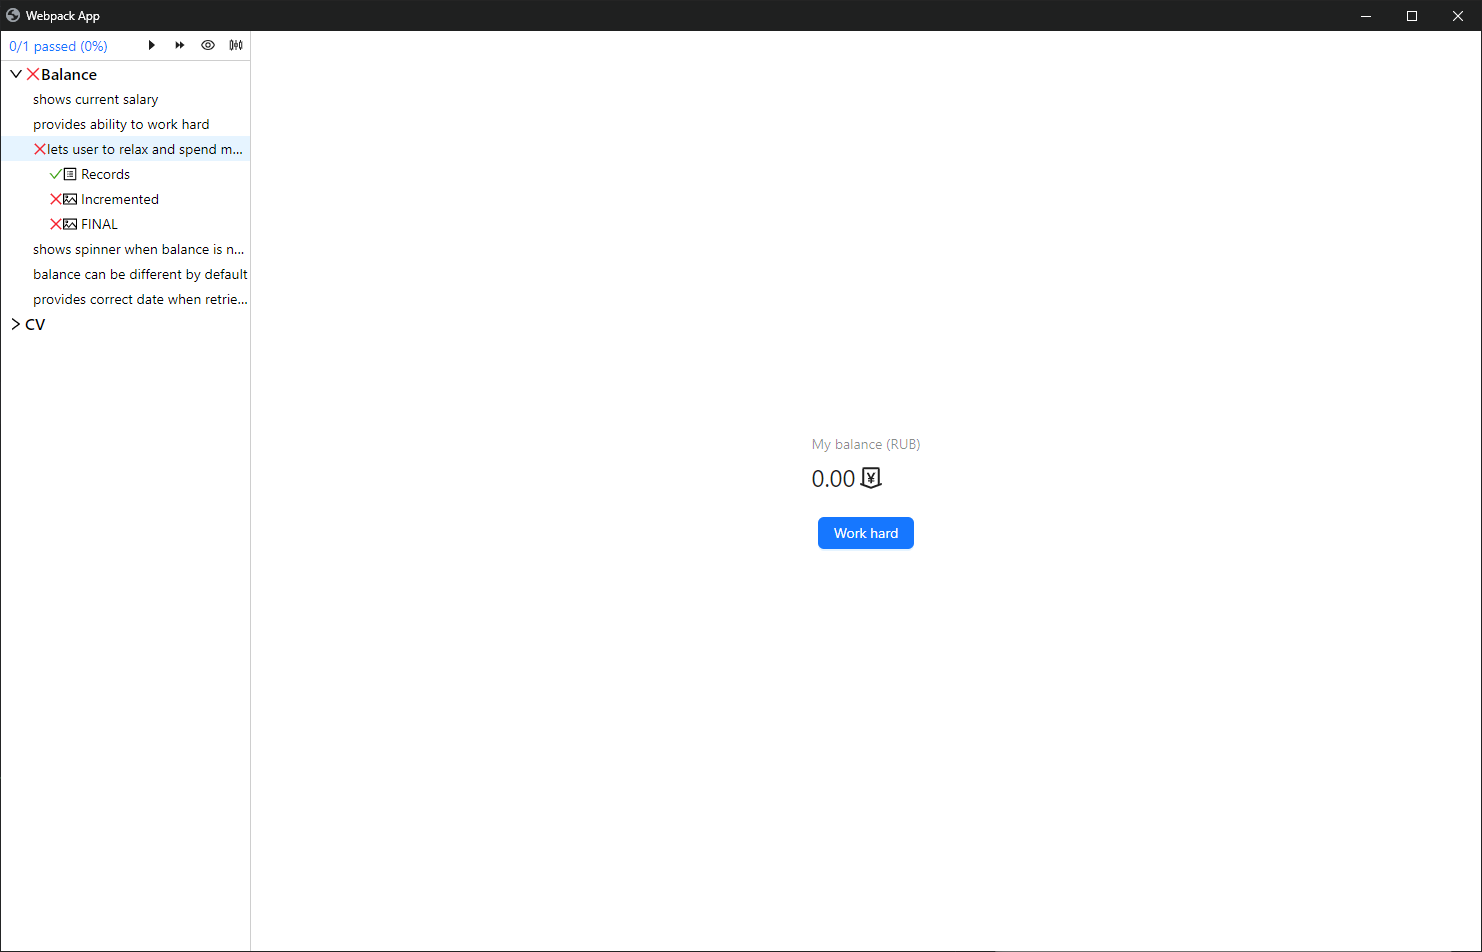 Webpack App
0/1 passed (0%)
Balance
shows current salary
provides ability to work hard
lets user to relax and spend m...
Records
Incremented
FINAL
shows spinner when balance is n...
balance can be different by default
provides correct date when retrie...
CV
My balance (RUB)
0.00
Work hard